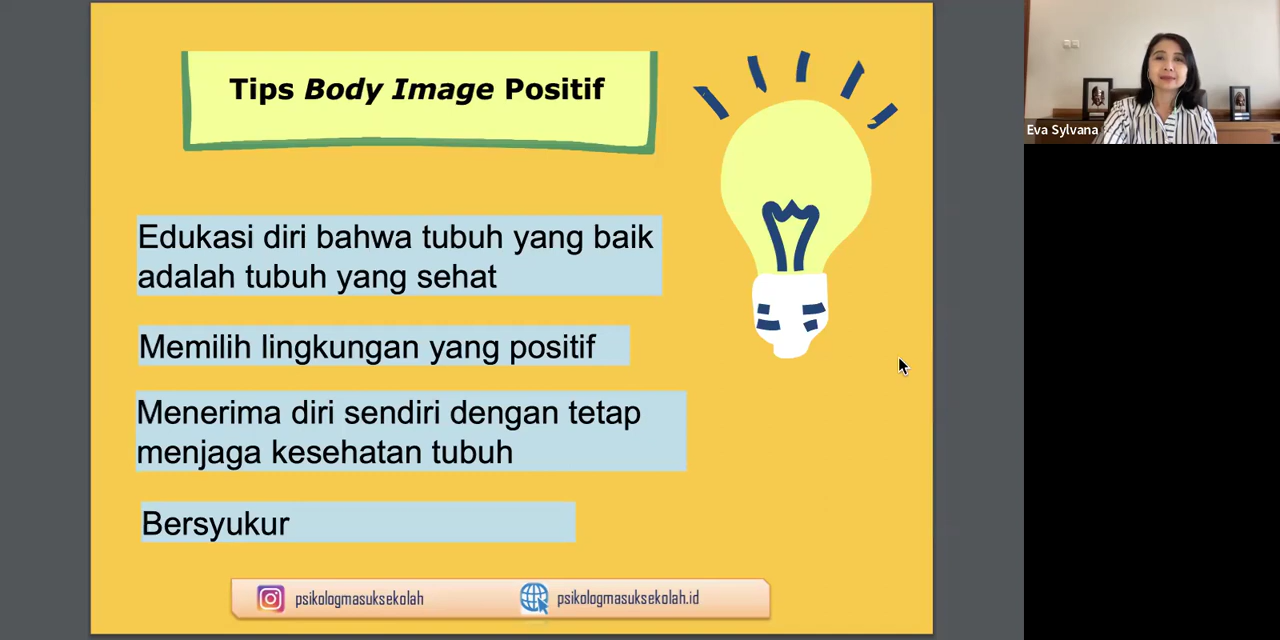 Tips Body Image Positif
Eva Sylvana
Edukasi diri bahwa tubuh yang baik
adalah tubuh yang sehat
Memilih lingkungan yang positif
Menerima diri sendiri dengan tetap
menjaga kesehatan tubuh
Bersyukur
psikologmasuksekolah
psikologmasuksekolah.id